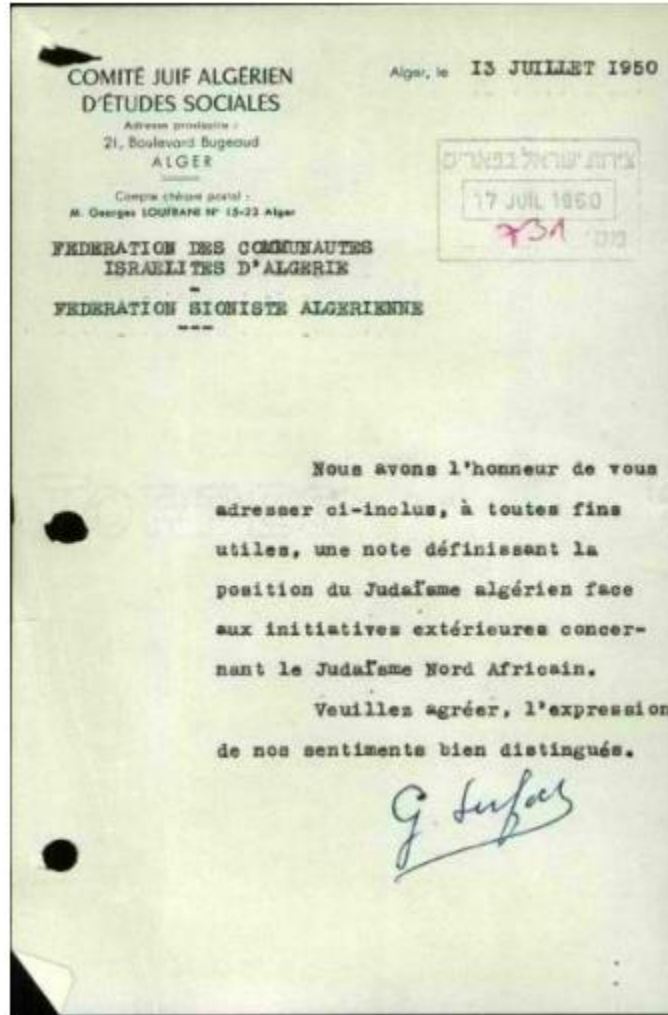 COMITÉ JUIF ALGÉRIEN
D'ÉTUDES SOCIALES
Adresse provisoire :
21, Boulevard Bugeaud
ALGER
Compte chèque postal :
M. Georges LOUFRANI N° 15-23 Alger
Alger, le 13 JUILLET 1950
צירות ישראל בפאריס
17 JUIL 1950
731 מס'
FEDERATION DES COMMUNAUTES
ISRAELITES D'ALGERIE
-
FEDERATION SIONISTE ALGERIENNE
---
Nous avons l'honneur de vous
adresser ci-inclus, à toutes fins
utiles, une note définissant la
position du Judaïsme algérien face
aux initiatives extérieures concer-
nant le Judaïsme Nord Africain.
Veuillez agréer, l'expression
de nos sentiments bien distingués.
G.